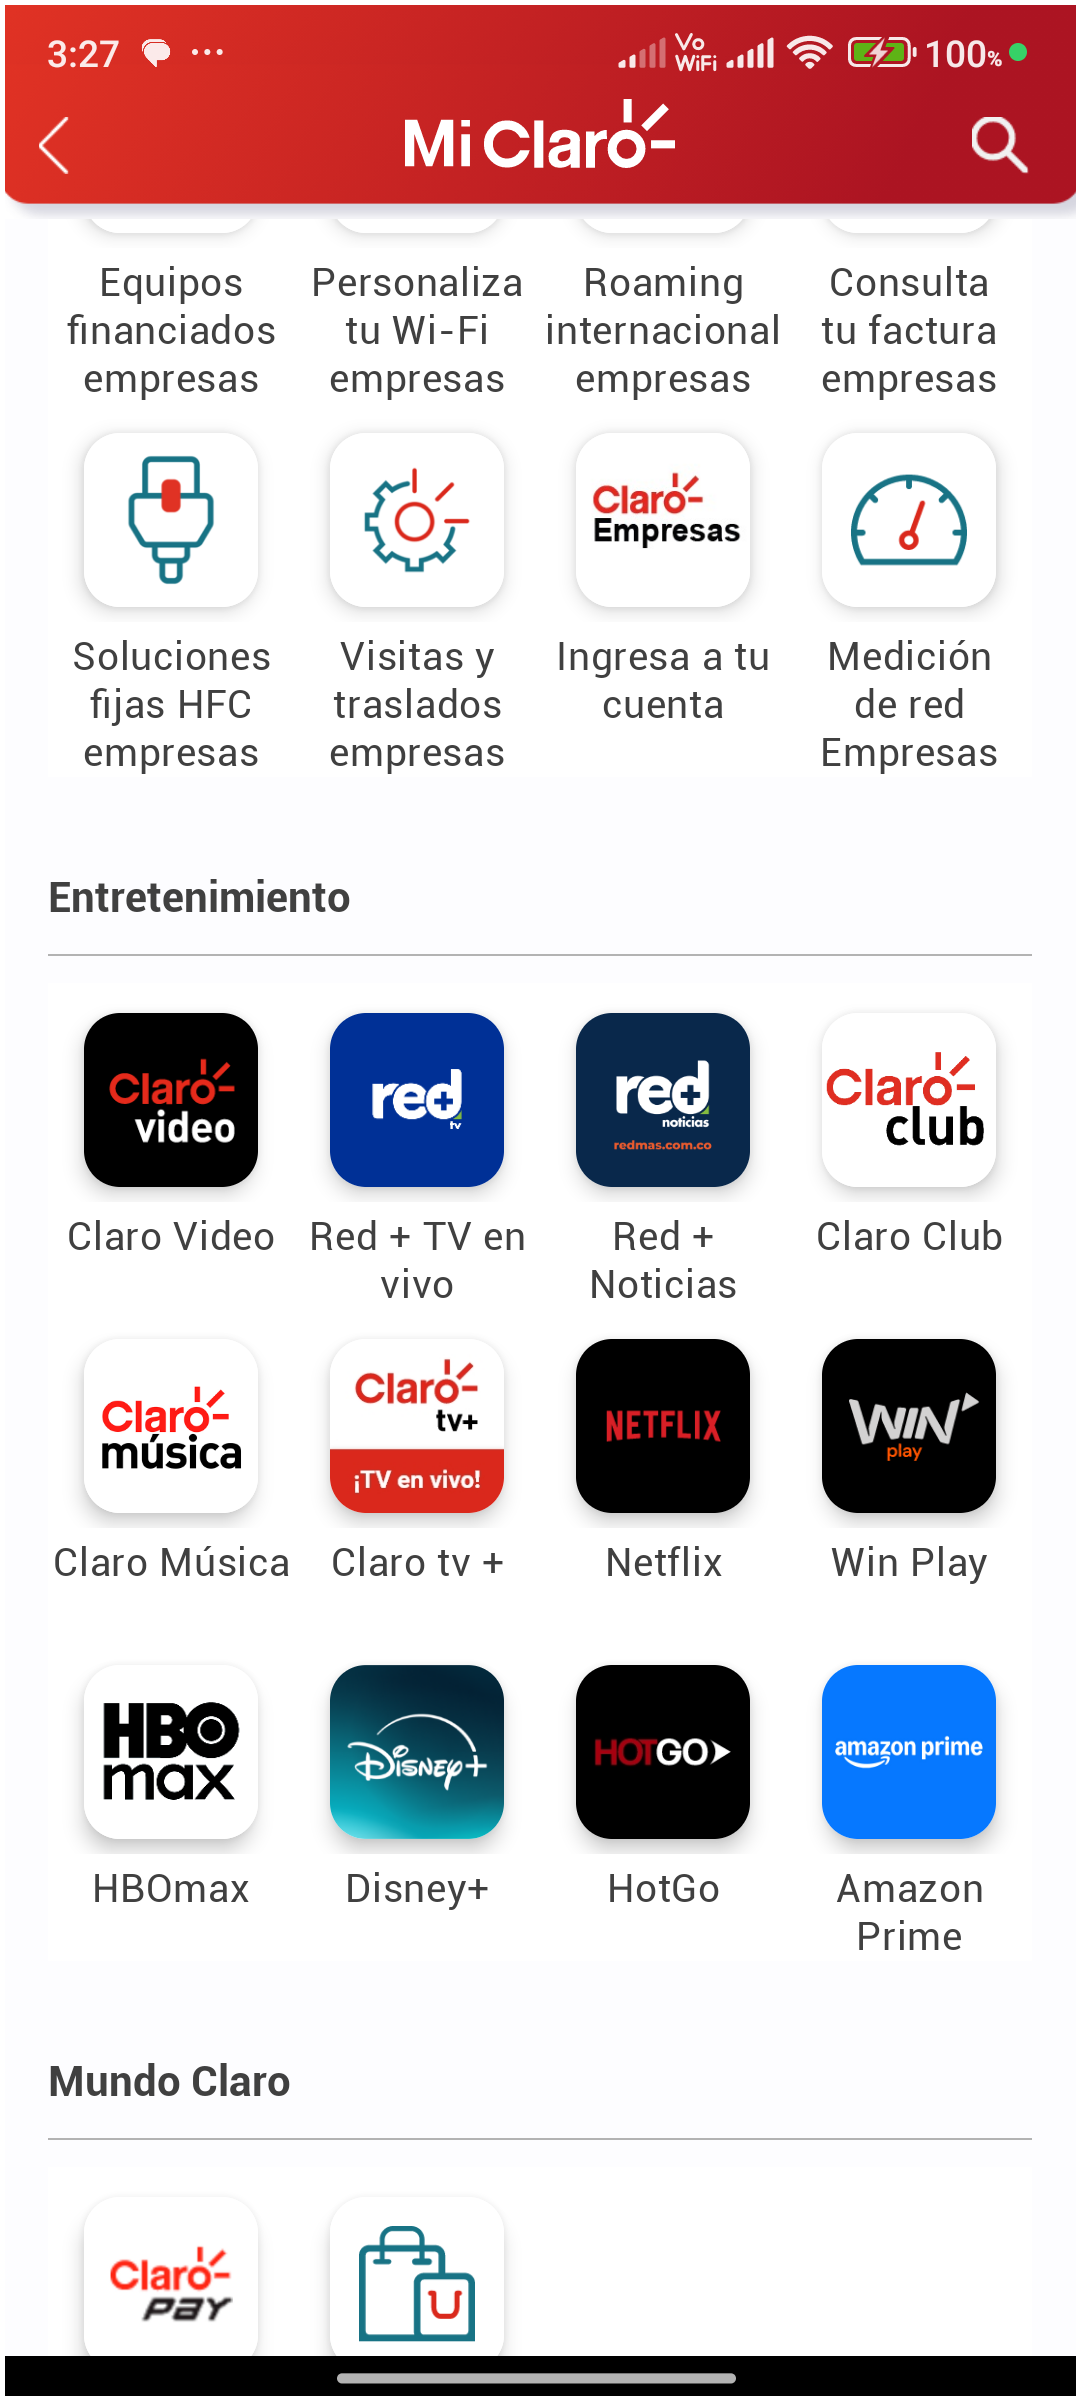 3:27 ... Vo WiFi 100%
Mi Claro
Equipos financiados empresas
Personaliza tu Wi-Fi empresas
Roaming internacional empresas
Consulta tu factura empresas
Claro Empresas
Soluciones fijas HFC empresas
Visitas y traslados empresas
Ingresa a tu cuenta
Medición de red Empresas
Entretenimiento
Claro video
red+ tv
red+ noticias redmas.com.co
Claro club
Claro Video
Red + TV en vivo
Red + Noticias
Claro Club
Claro música
Claro tv+ ¡TV en vivo!
NETFLIX
WIN play
Claro Música
Claro tv +
Netflix
Win Play
HBO max
Disney+
HOTGO
amazon prime
HBOmax
Disney+
HotGo
Amazon Prime
Mundo Claro
Claro PAY